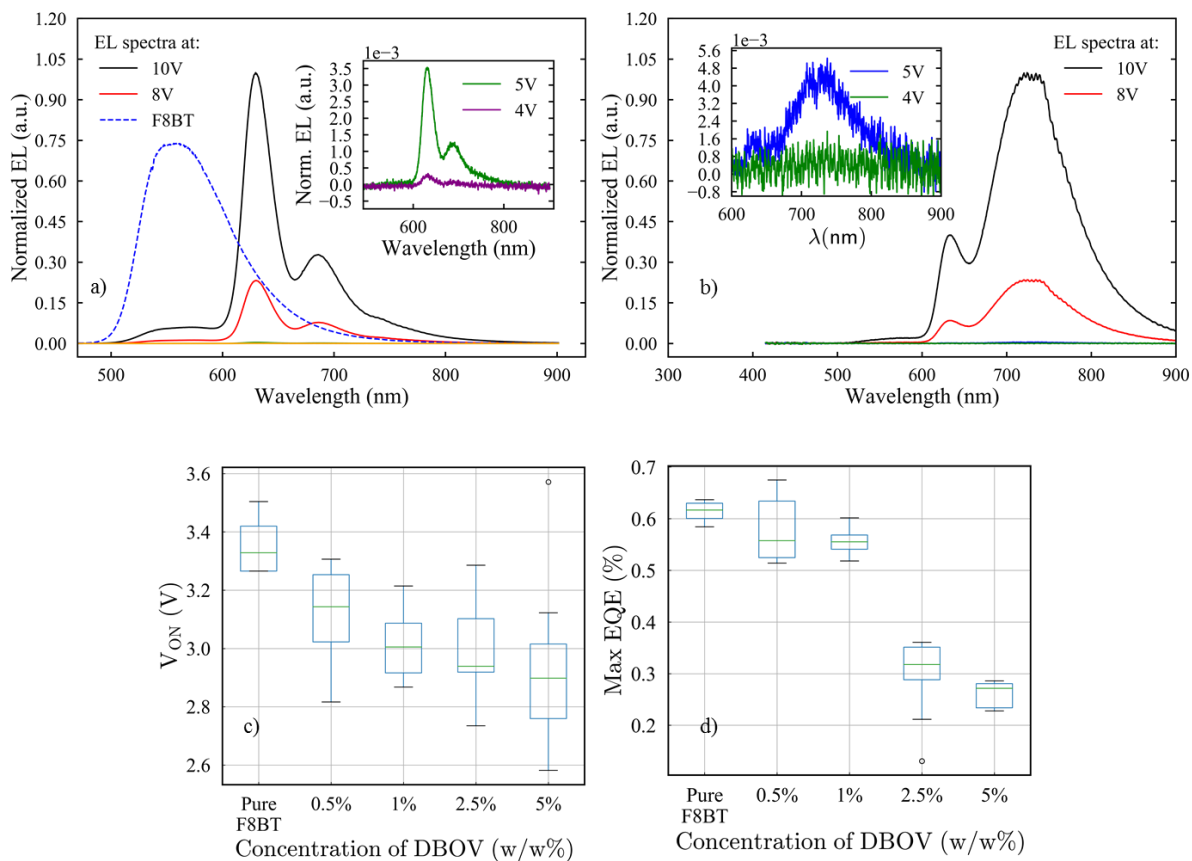 EL spectra at:
10V
8V
F8BT
1e−3
5V
4V
3.5
3.0
2.5
2.0
1.5
1.0
0.5
0.0
−0.5
Norm. EL (a.u.)
600
800
Wavelength (nm)
1.20
1.05
0.90
0.75
0.60
0.45
0.30
0.15
0.00
Normalized EL (a.u.)
a)
500
600
700
800
900
Wavelength (nm)
1e−3
5V
4V
5.6
4.8
4.0
3.2
2.4
1.6
0.8
0.0
−0.8
600
700
800
900
λ(nm)
EL spectra at:
10V
8V
1.20
1.05
0.90
0.75
0.60
0.45
0.30
0.15
0.00
Normalized EL (a.u.)
b)
300
400
500
600
700
800
900
Wavelength (nm)
3.6
3.4
3.2
3.0
2.8
2.6
V_ON (V)
c)
Pure
F8BT
0.5%
1%
2.5%
5%
Concentration of DBOV (w/w%)
0.7
0.6
0.5
0.4
0.3
0.2
Max EQE (%)
d)
Pure
F8BT
0.5%
1%
2.5%
5%
Concentration of DBOV (w/w%)